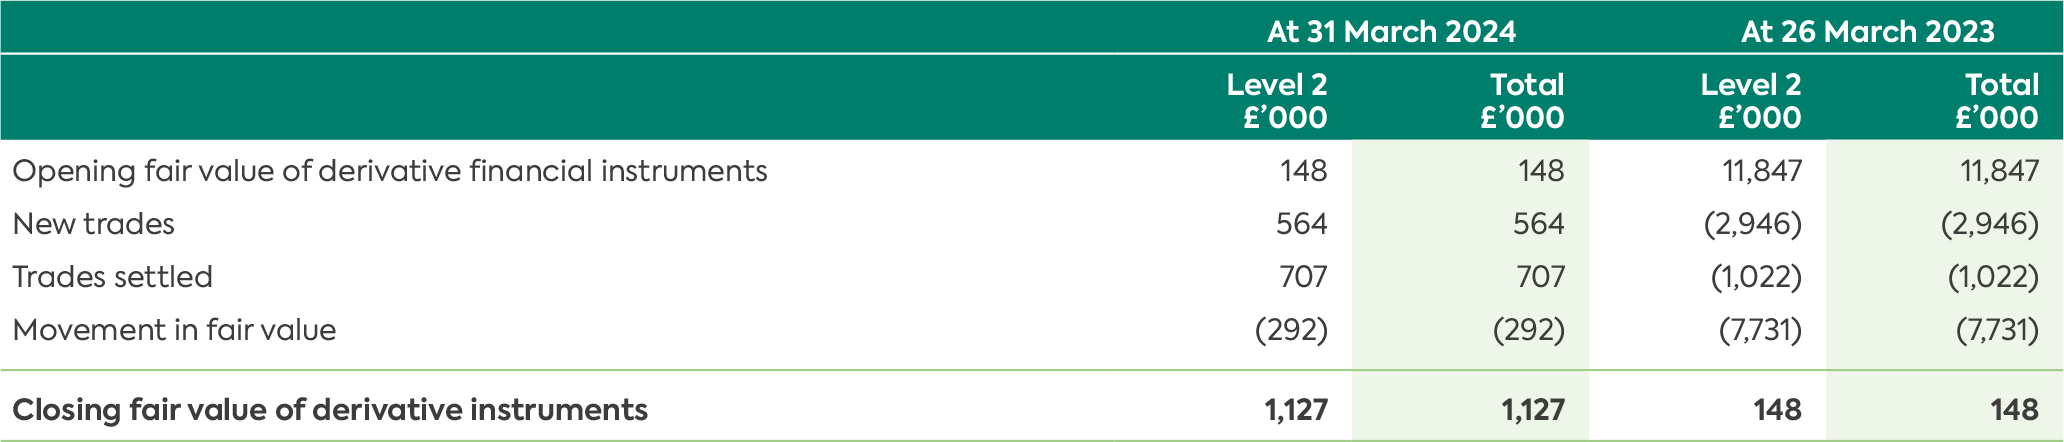 At 31 March 2024 At 26 March 2023
Level 2 Total Level 2 Total
£’000 £’000 £’000 £’000
Opening fair value of derivative financial instruments 148 148 11,847 11,847
New trades 564 564 (2,946) (2,946)
Trades settled 707 707 (1,022) (1,022)
Movement in fair value (292) (292) (7,731) (7,731)
Closing fair value of derivative instruments 1,127 1,127 148 148